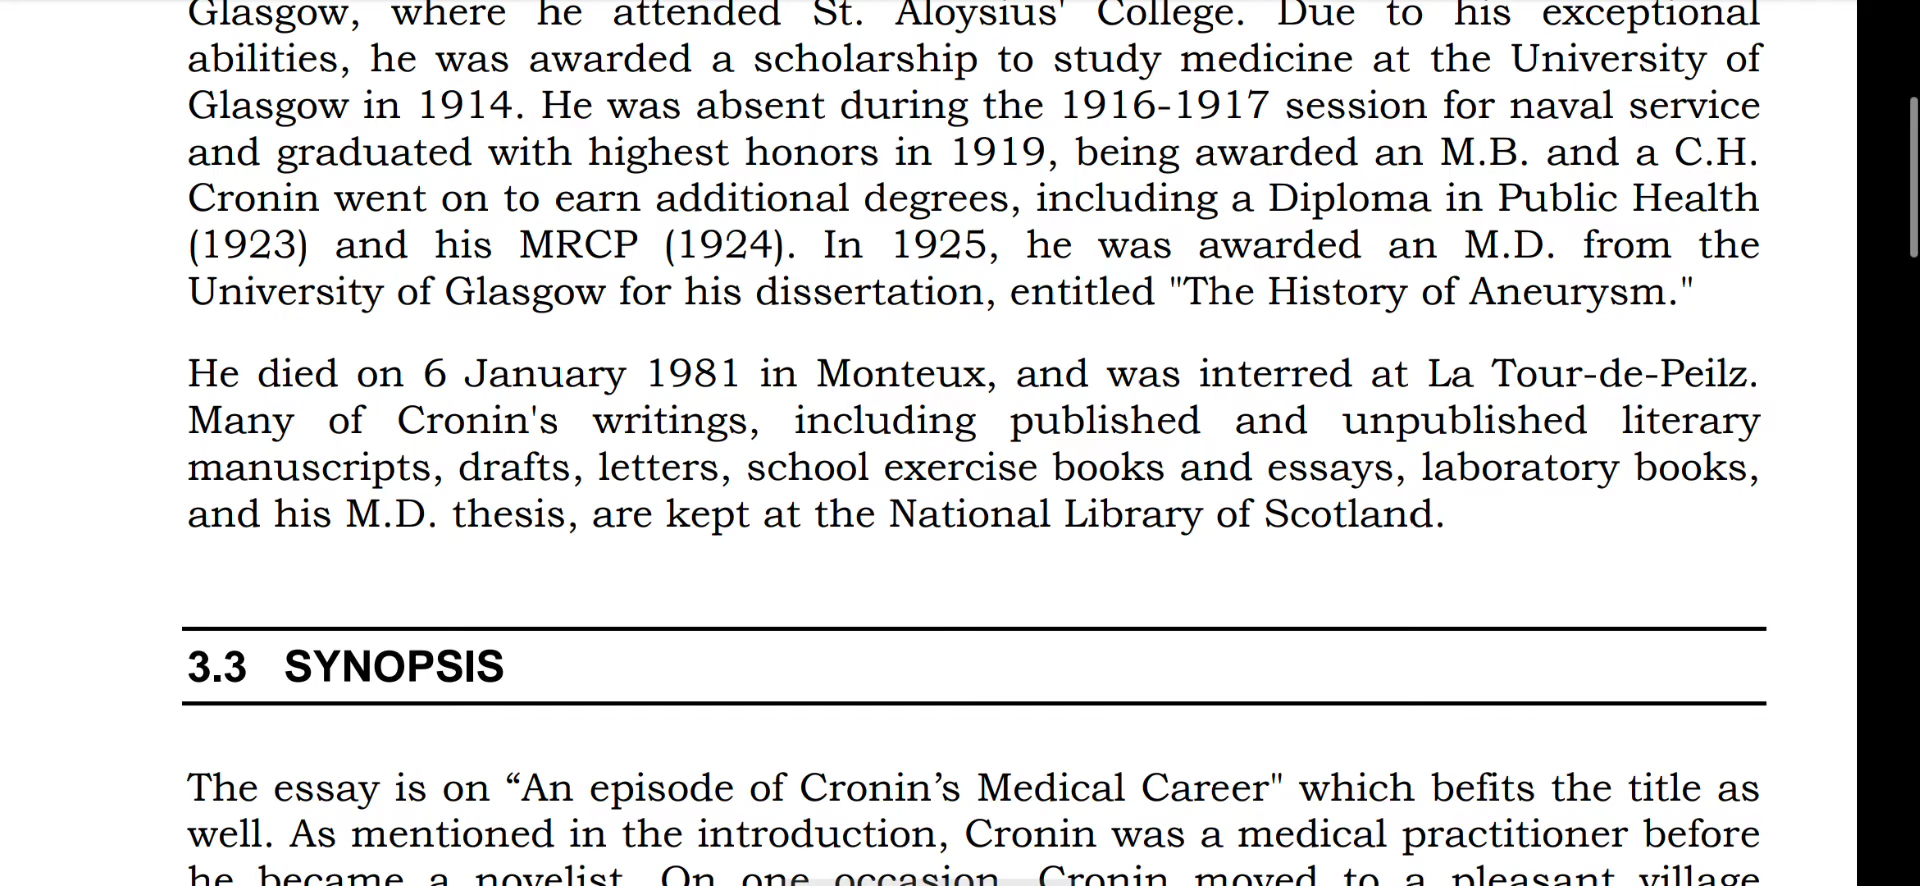 Glasgow, where he attended St. Aloysius' College. Due to his exceptional
abilities, he was awarded a scholarship to study medicine at the University of
Glasgow in 1914. He was absent during the 1916-1917 session for naval service
and graduated with highest honors in 1919, being awarded an M.B. and a C.H.
Cronin went on to earn additional degrees, including a Diploma in Public Health
(1923) and his MRCP (1924). In 1925, he was awarded an M.D. from the
University of Glasgow for his dissertation, entitled "The History of Aneurysm."
He died on 6 January 1981 in Monteux, and was interred at La Tour-de-Peilz.
Many of Cronin's writings, including published and unpublished literary
manuscripts, drafts, letters, school exercise books and essays, laboratory books,
and his M.D. thesis, are kept at the National Library of Scotland.
3.3 SYNOPSIS
The essay is on “An episode of Cronin’s Medical Career" which befits the title as
well. As mentioned in the introduction, Cronin was a medical practitioner before
he became a novelist. On one occasion, Cronin moved to a pleasant village